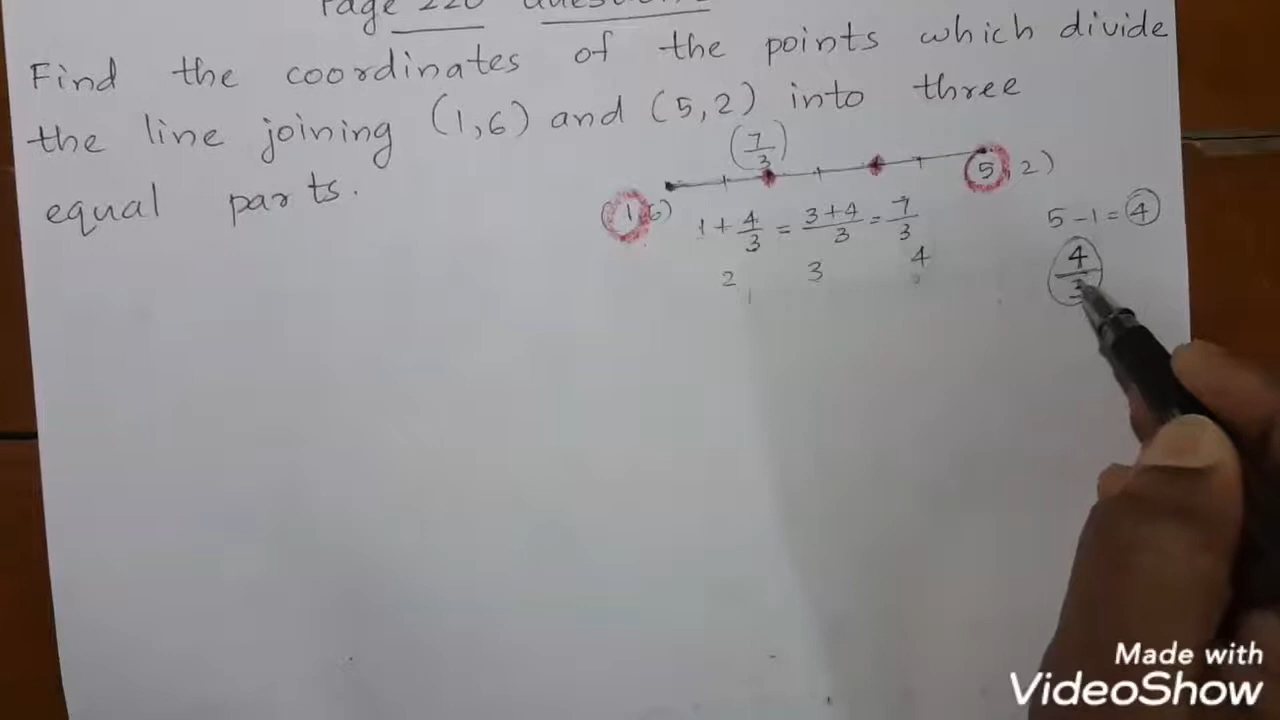 Page 220
Find the coordinates of the points which divide
the line joining (1,6) and (5,2) into three
equal parts.
(7/3)
(1,6)
5, 2)
1 + 4/3 = 3+4/3 = 7/3
2 3 4
5 - 1 = 4
4/3
Made with
VideoShow